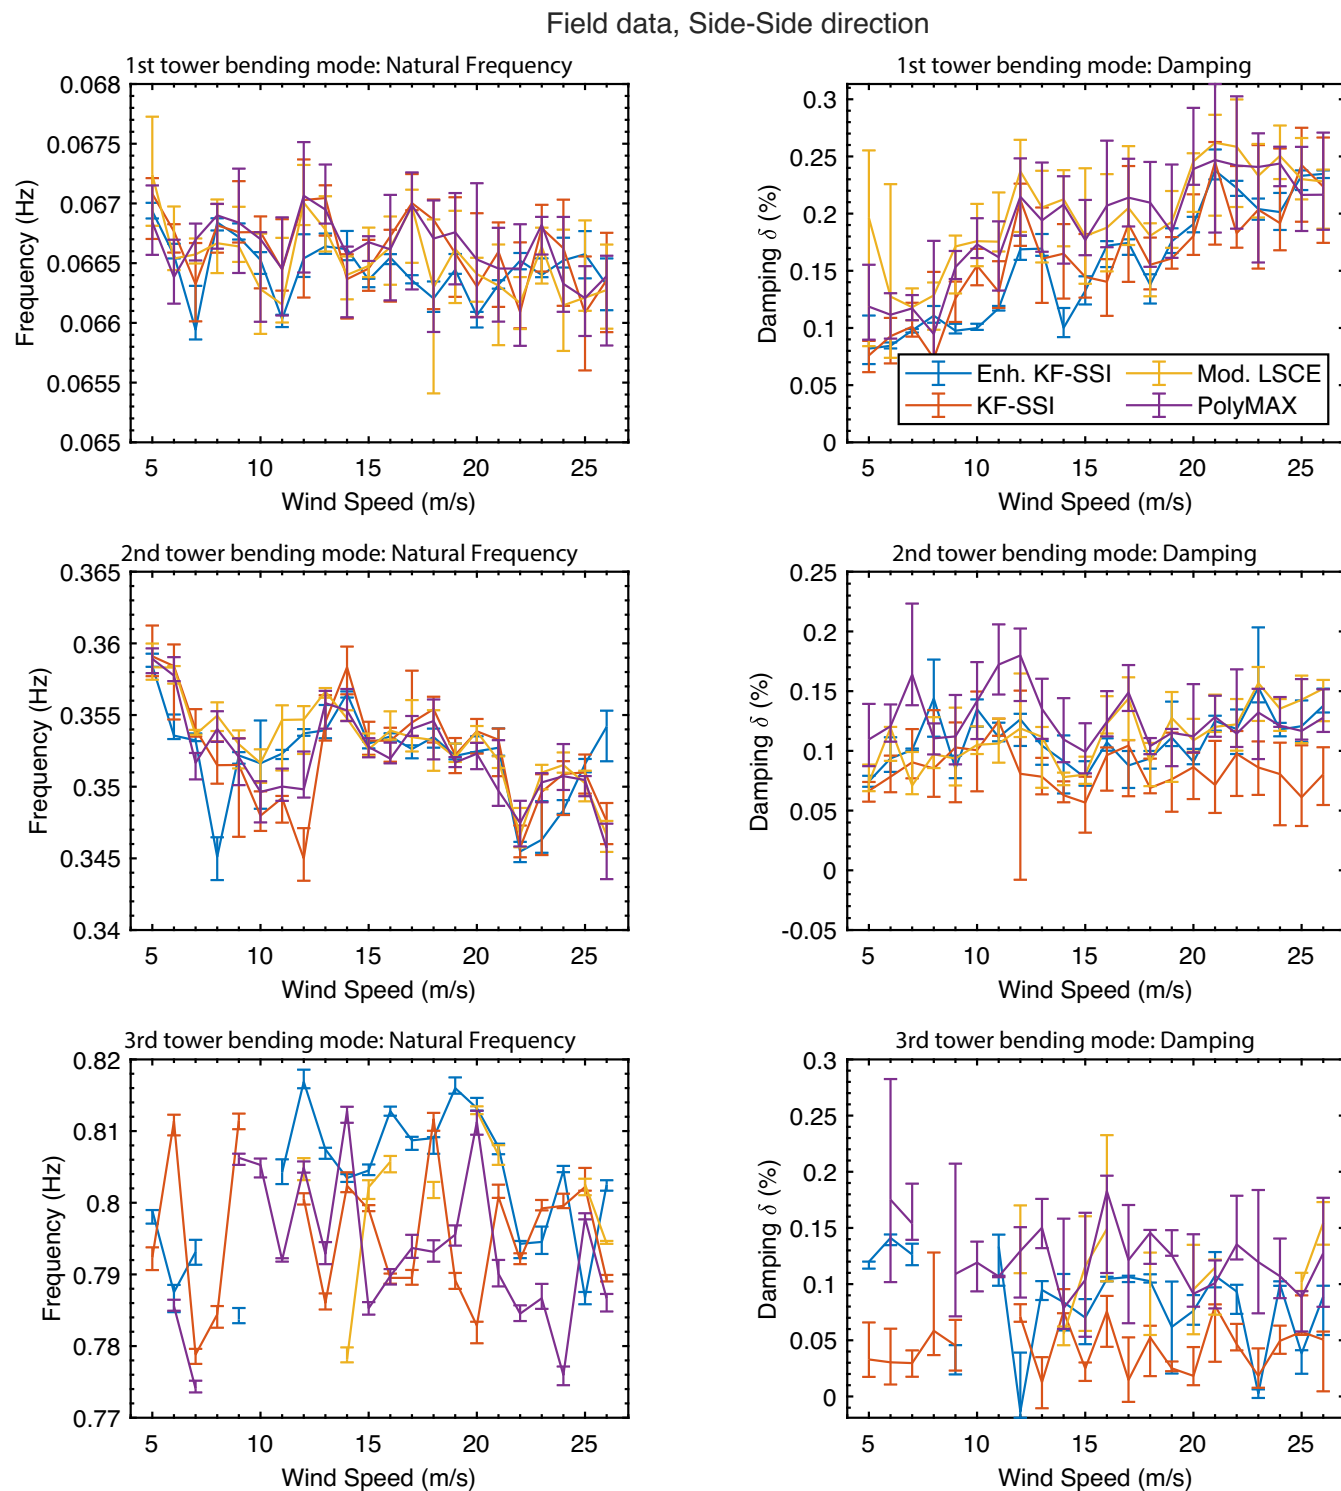 Field data, Side-Side direction
1st tower bending mode: Natural Frequency
0.068
0.0675
0.067
0.0665
0.066
0.0655
0.065
Frequency (Hz)
5 10 15 20 25
Wind Speed (m/s)
1st tower bending mode: Damping
0.3
0.25
0.2
0.15
0.1
0.05
0
Damping δ (%)
Enh. KF-SSI Mod. LSCE
KF-SSI PolyMAX
5 10 15 20 25
Wind Speed (m/s)
2nd tower bending mode: Natural Frequency
0.365
0.36
0.355
0.35
0.345
0.34
Frequency (Hz)
5 10 15 20 25
Wind Speed (m/s)
2nd tower bending mode: Damping
0.25
0.2
0.15
0.1
0.05
0
-0.05
Damping δ (%)
5 10 15 20 25
Wind Speed (m/s)
3rd tower bending mode: Natural Frequency
0.82
0.81
0.8
0.79
0.78
0.77
Frequency (Hz)
5 10 15 20 25
Wind Speed (m/s)
3rd tower bending mode: Damping
0.3
0.25
0.2
0.15
0.1
0.05
0
Damping δ (%)
5 10 15 20 25
Wind Speed (m/s)